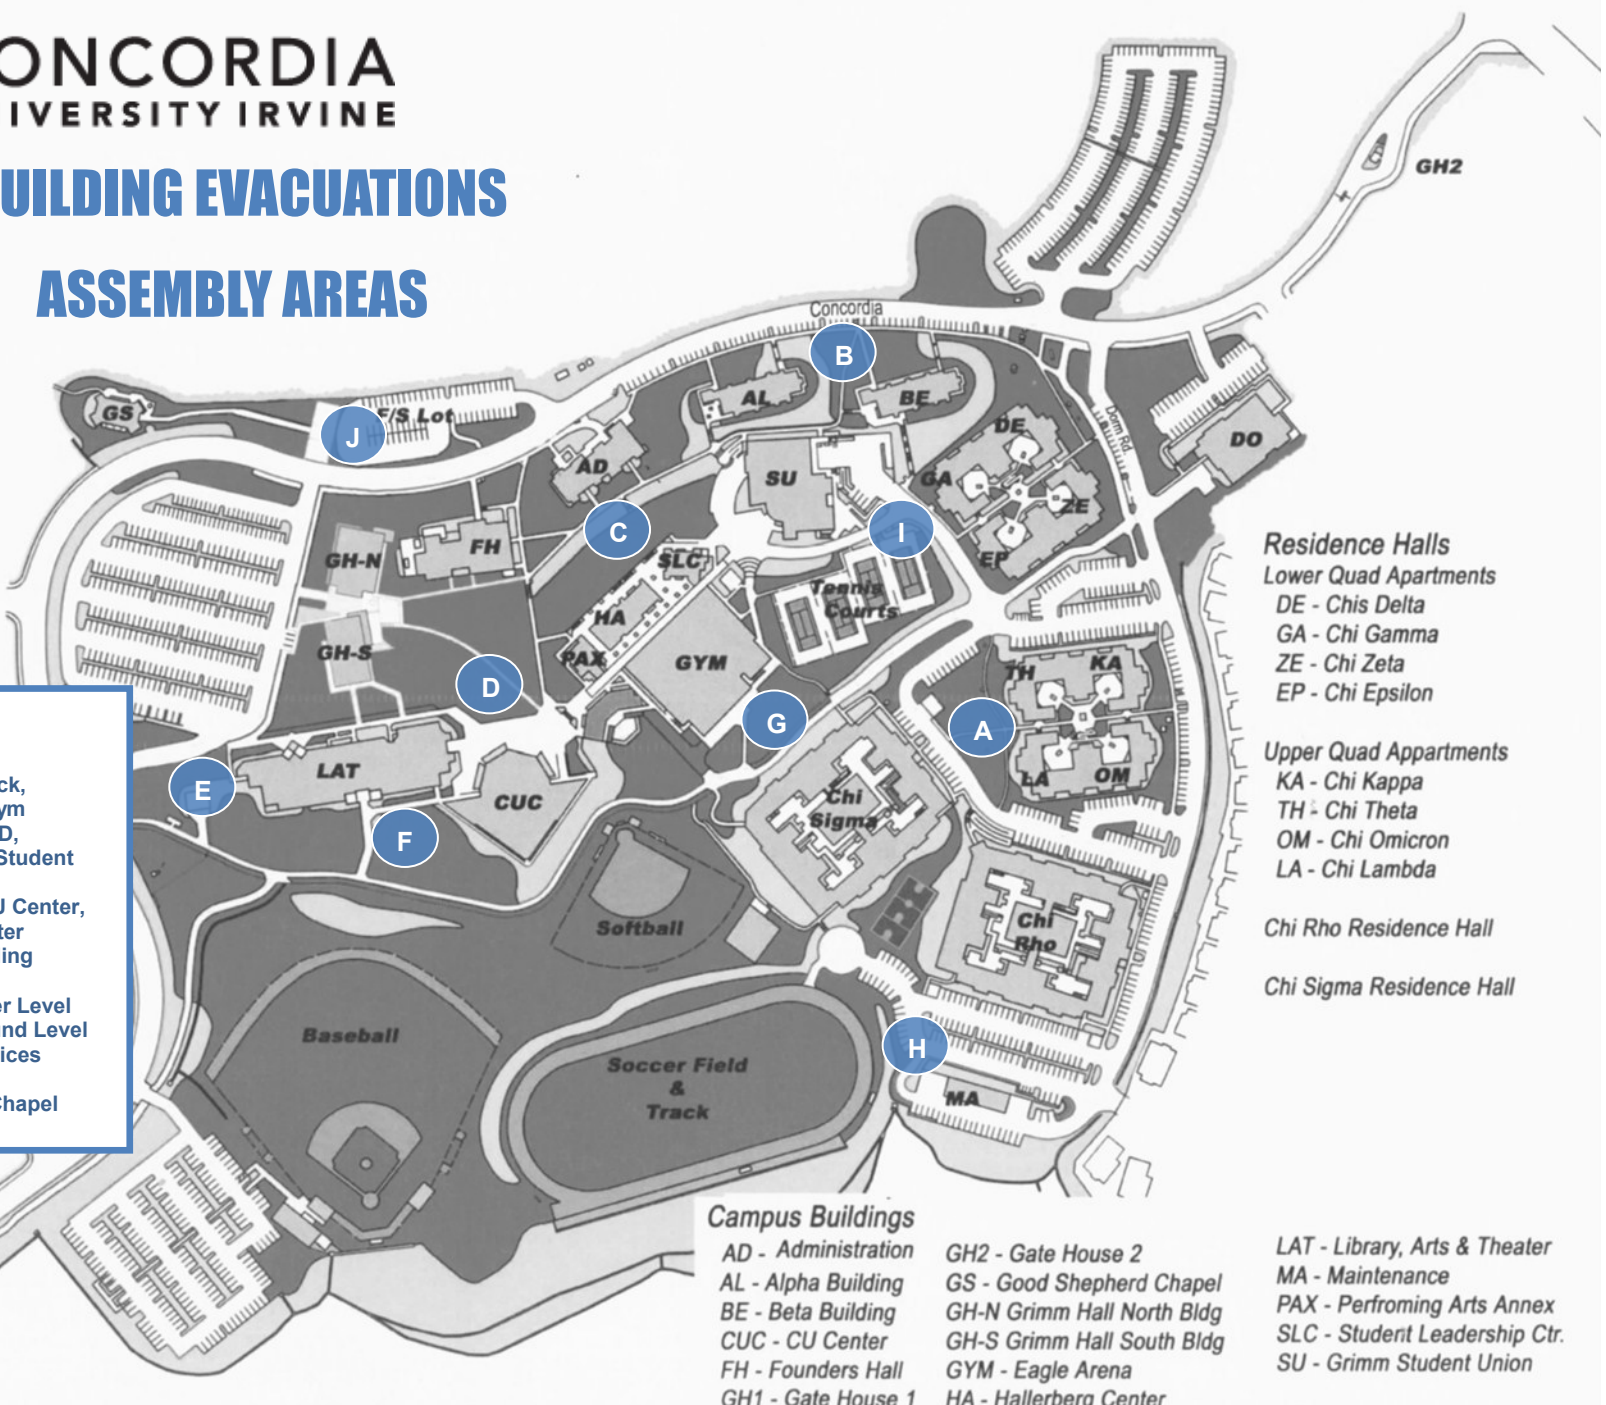 ONCORDIA
IVERSITY IRVINE
UILDING EVACUATIONS
ASSEMBLY AREAS
GH2
Concordia
B
AL
BE
GS
F/S Lot
J
AD
DE
Dorm Rd.
DO
SU
GA
ZE
C
I
EP
FH
GH-N
SLC
Tennis
Courts
HA
GH-S
PAX
GYM
TH
KA
D
G
A
LAT
LA
OM
E
CUC
Chi
Sigma
F
Softball
Chi
Rho
Baseball
Soccer Field
&
Track
H
MA
ck,
ym
D,
Student
J Center,
ter
ing
er Level
und Level
ices
Chapel
Residence Halls
Lower Quad Apartments
DE - Chis Delta
GA - Chi Gamma
ZE - Chi Zeta
EP - Chi Epsilon
Upper Quad Appartments
KA - Chi Kappa
TH - Chi Theta
OM - Chi Omicron
LA - Chi Lambda
Chi Rho Residence Hall
Chi Sigma Residence Hall
Campus Buildings
AD - Administration
AL - Alpha Building
BE - Beta Building
CUC - CU Center
FH - Founders Hall
GH1 - Gate House 1
GH2 - Gate House 2
GS - Good Shepherd Chapel
GH-N Grimm Hall North Bldg
GH-S Grimm Hall South Bldg
GYM - Eagle Arena
HA - Hallerberg Center
LAT - Library, Arts & Theater
MA - Maintenance
PAX - Perfroming Arts Annex
SLC - Student Leadership Ctr.
SU - Grimm Student Union